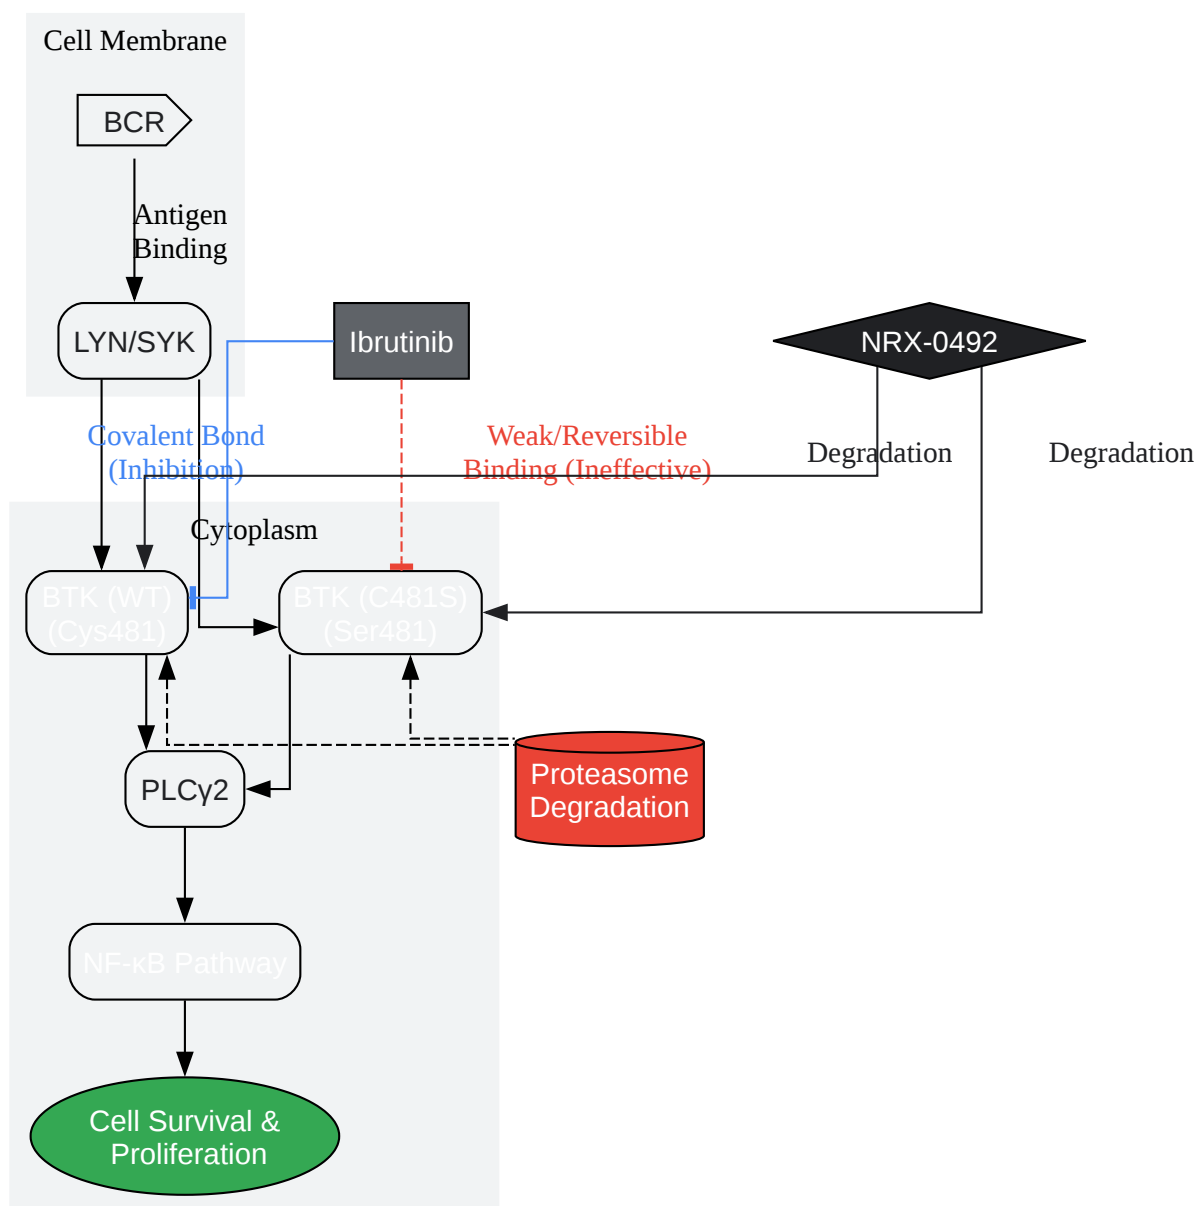 Cell Membrane
BCR
Antigen
Binding
LYN/SYK
Ibrutinib
NRX-0492
Covalent Bond
(Inhibition)
Weak/Reversible
Binding (Ineffective)
Degradation
Degradation
Cytoplasm
BTK (WT)
(Cys481)
BTK (C481S)
(Ser481)
PLCγ2
Proteasome
Degradation
NF-κB Pathway
Cell Survival &
Proliferation